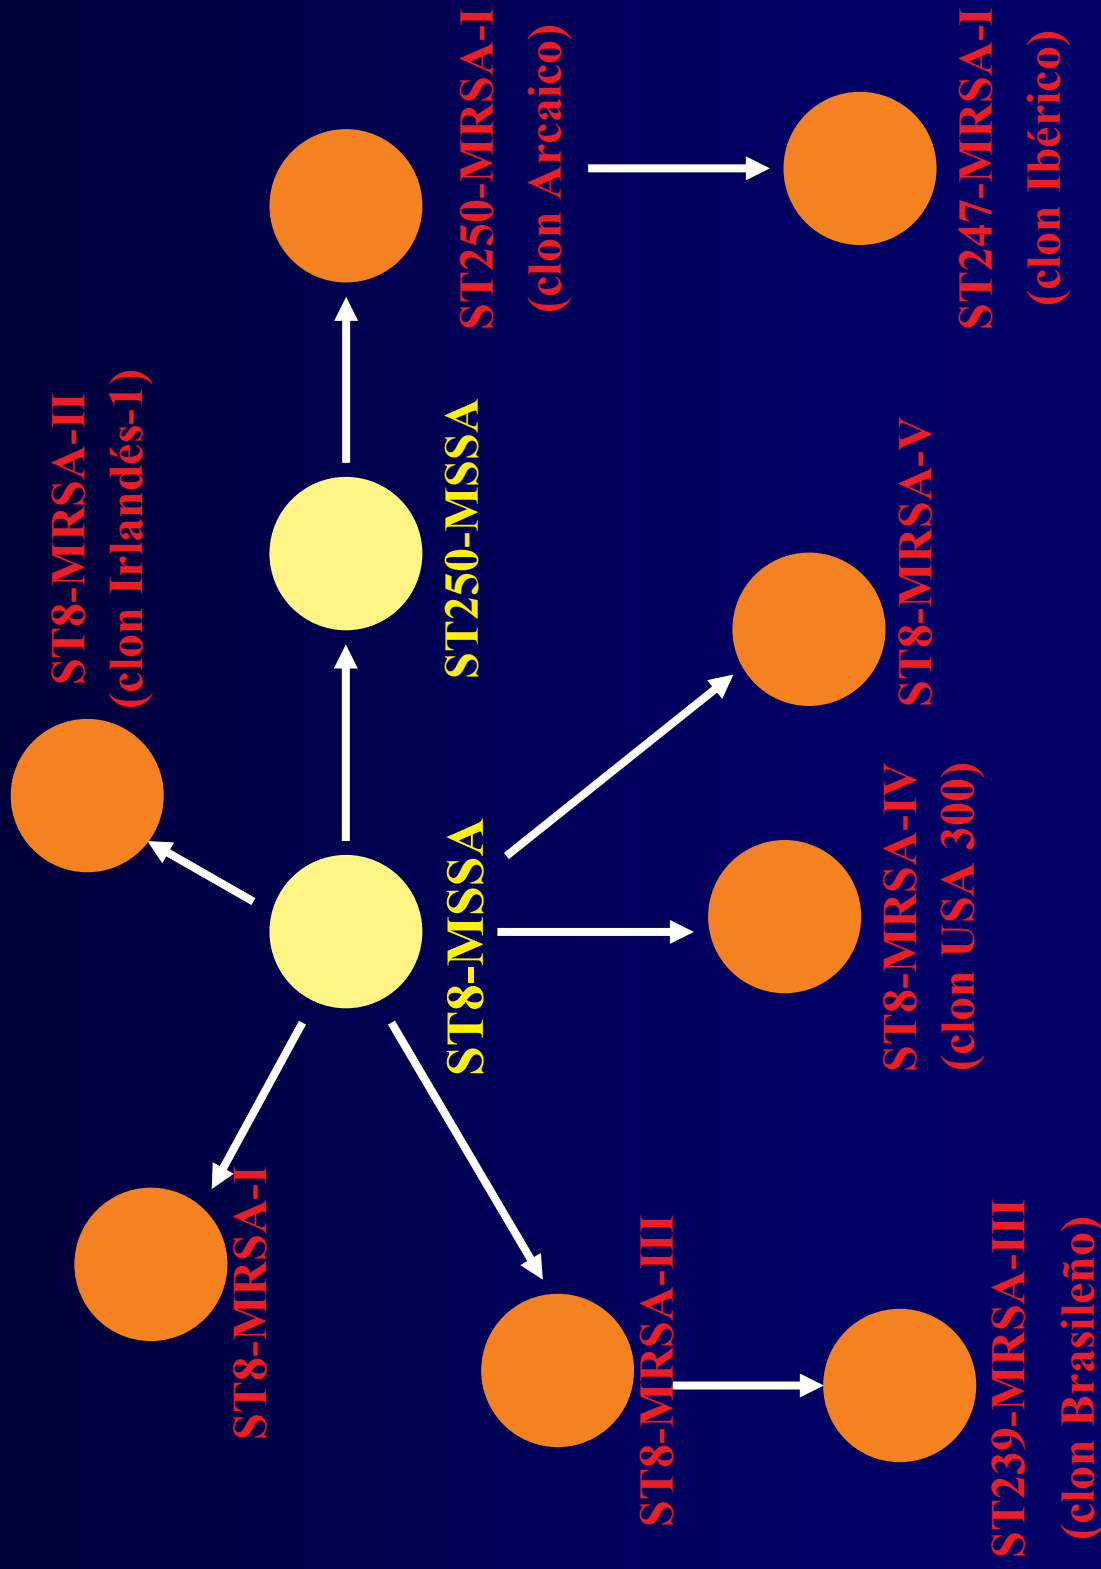 ST8-MRSA-II
(clon Irlandés-1)
ST8-MRSA-I
ST8-MSSA
ST250-MSSA
ST250-MRSA-I
(clon Arcaico)
ST8-MRSA-III
ST8-MRSA-IV
(clon USA 300)
ST8-MRSA-V
ST247-MRSA-I
(clon Ibérico)
ST239-MRSA-III
(clon Brasileño)